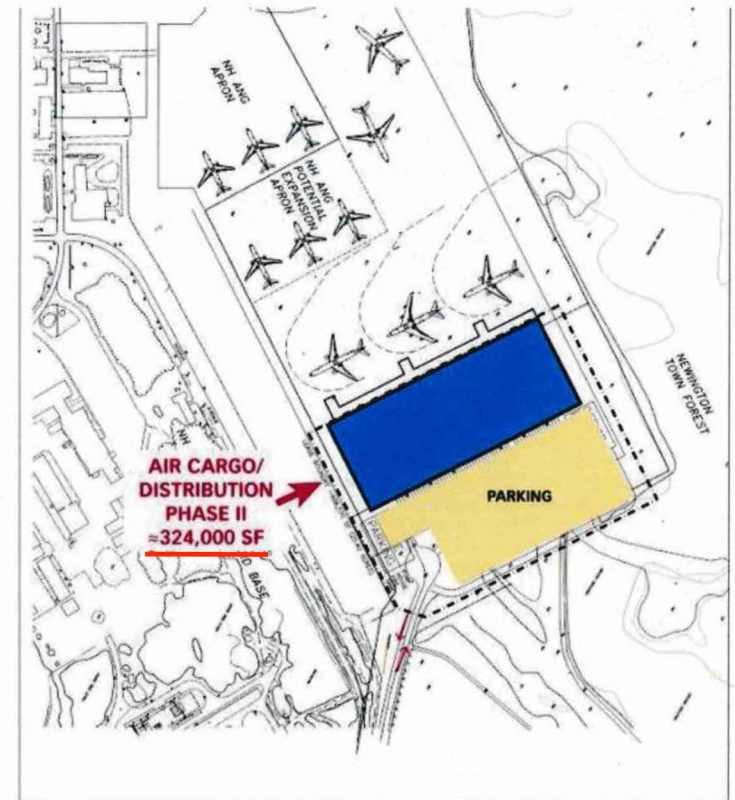 NH ANG
APRON
NH ANG
POTENTIAL
EXPANSION
APRON
NEWINGTON
TOWN FOREST
NH
AIR CARGO/
DISTRIBUTION
PHASE II
≈324,000 SF
PARKING
BASE